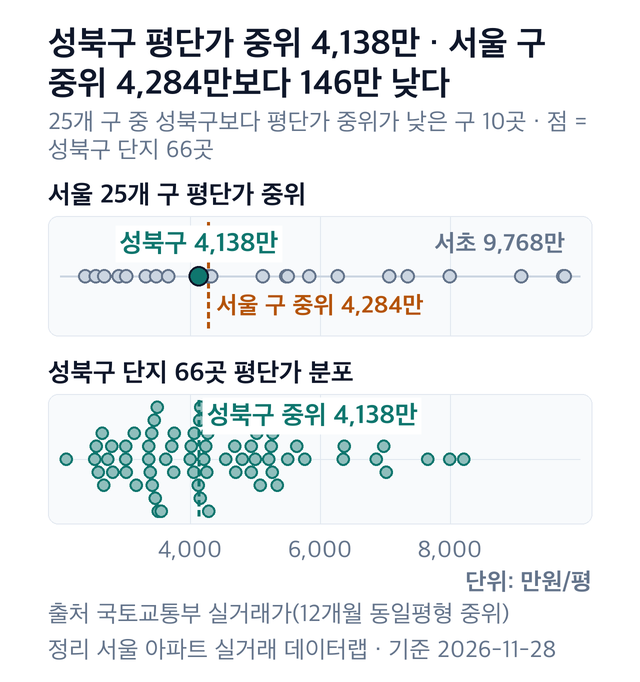 성북구 평단가 중위 4,138만 · 서울 구
중위 4,284만보다 146만 낮다
25개 구 중 성북구보다 평단가 중위가 낮은 구 10곳 · 점 =
성북구 단지 66곳
서울 25개 구 평단가 중위
성북구 4,138만
서초 9,768만
서울 구 중위 4,284만
성북구 단지 66곳 평단가 분포
성북구 중위 4,138만
4,000 6,000 8,000
단위: 만원/평
출처 국토교통부 실거래가(12개월 동일평형 중위)
정리 서울 아파트 실거래 데이터랩 · 기준 2026-11-28